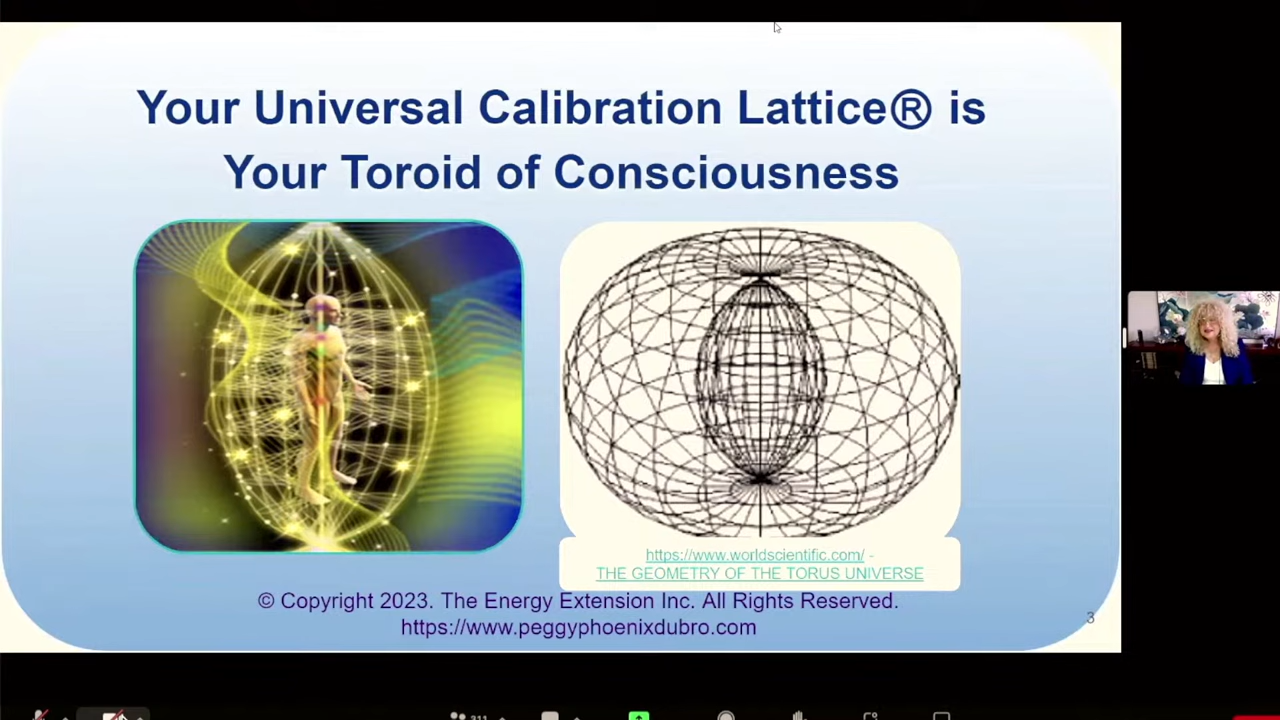 Your Universal Calibration Lattice® is
Your Toroid of Consciousness
https://www.worldscientific.com/ -
THE GEOMETRY OF THE TORUS UNIVERSE
© Copyright 2023. The Energy Extension Inc. All Rights Reserved.
https://www.peggyphoenixdubro.com
3
311